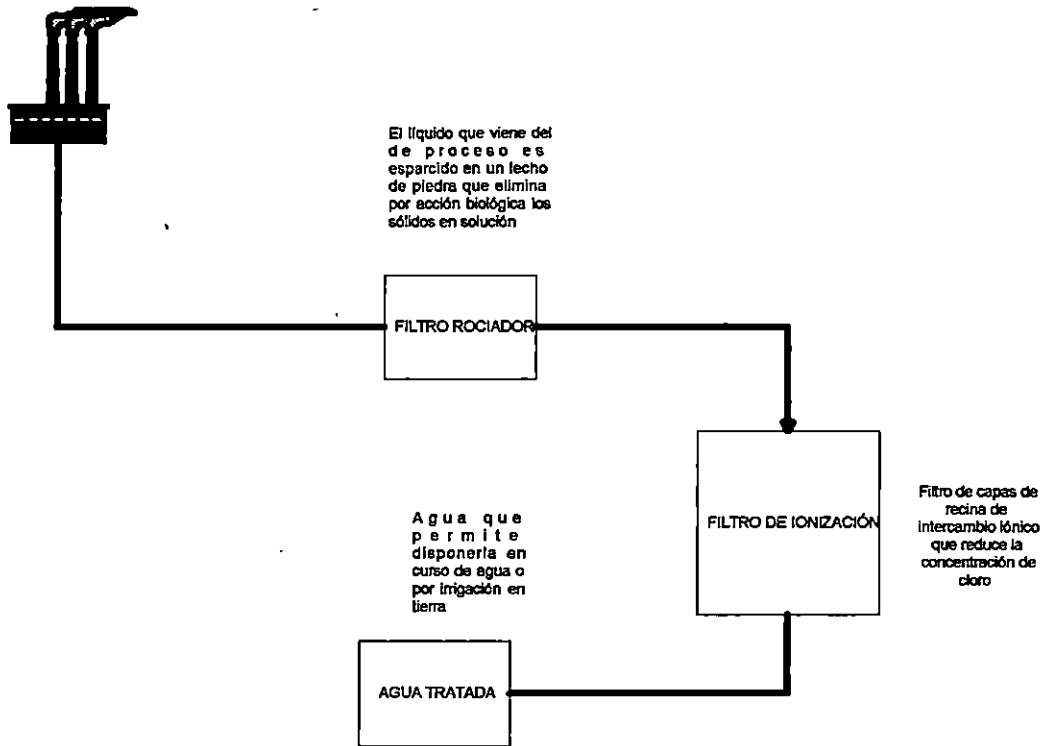 El líquido que viene del
de proceso es
esparcido en un lecho
de piedra que elimina
por acción biológica los
sólidos en solución
FILTRO ROCIADOR
FILTRO DE IONIZACIÓN
Filtro de capas de
recina de
intercambio iónico
que reduce la
concentración de
cloro
Agua que
permite
disponerla en
curso de agua o
por irrigación en
tierra
AGUA TRATADA